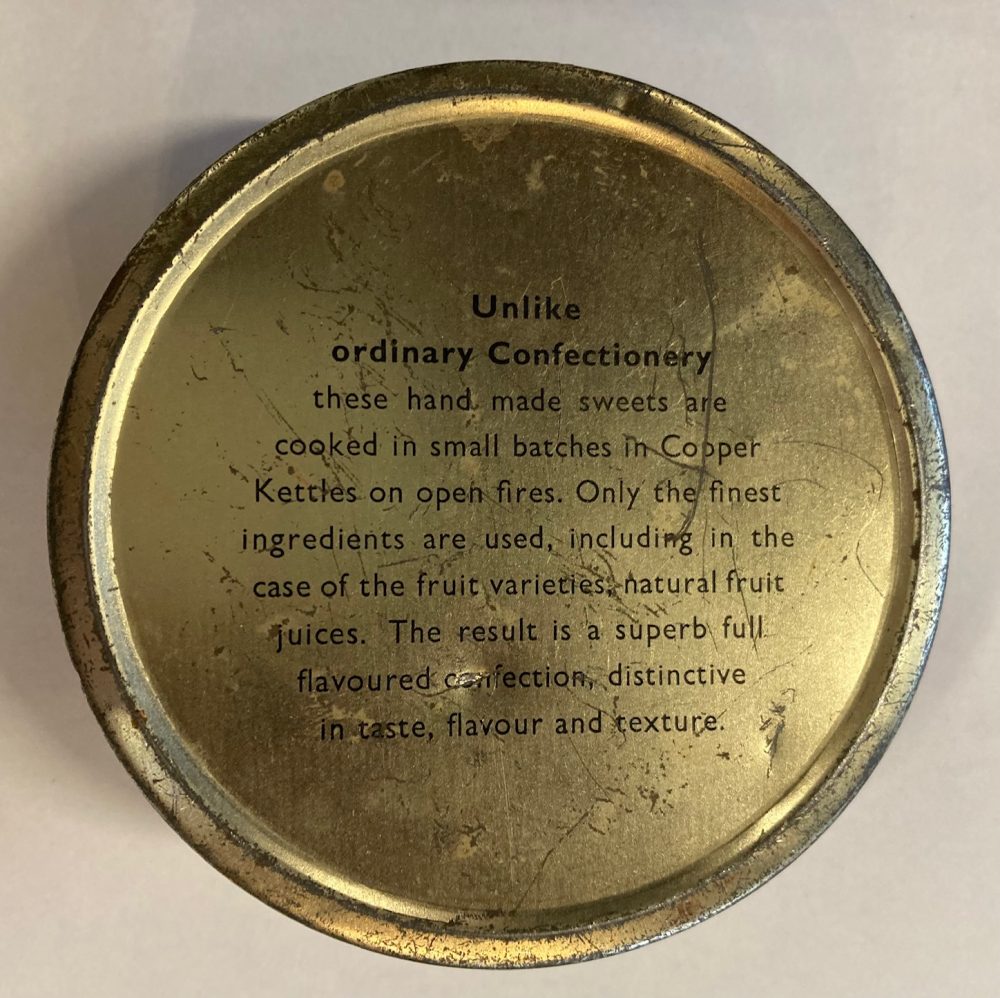 Unlike
ordinary Confectionery
these hand made sweets are
cooked in small batches in Copper
Kettles on open fires. Only the finest
ingredients are used, including in the
case of the fruit varieties, natural fruit
juices. The result is a superb full
flavoured confection, distinctive
in taste, flavour and texture.